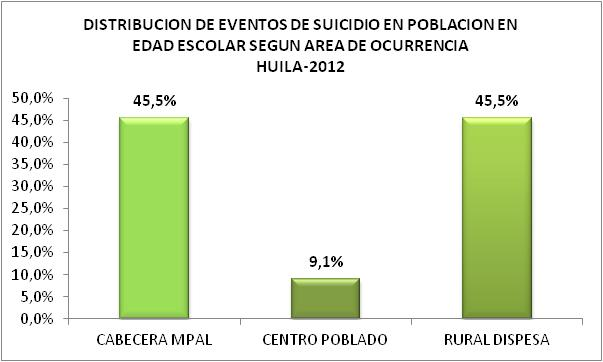 DISTRIBUCION DE EVENTOS DE SUICIDIO EN POBLACION EN
EDAD ESCOLAR SEGUN AREA DE OCURRENCIA
HUILA-2012
50,0%
45,0%
40,0%
35,0%
30,0%
25,0%
20,0%
15,0%
10,0%
5,0%
0,0%
45,5%
9,1%
45,5%
CABECERA MPAL
CENTRO POBLADO
RURAL DISPESA